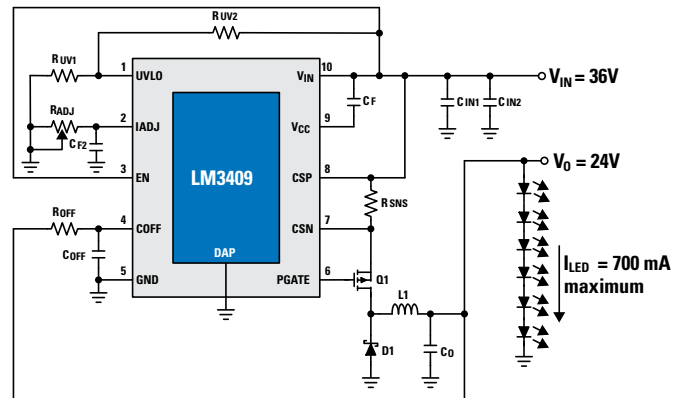 RUV2
RUV1
1 UVLO
VIN 10
VIN = 36V
RADJ
2 IADJ
CF
CIN1
CIN2
CF2
VCC 9
3 EN
LM3409
CSP 8
VO = 24V
RSNS
ROFF
4 COFF
CSN 7
COFF
DAP
ILED = 700 mA
maximum
5 GND
PGATE 6
Q1
L1
D1
CO